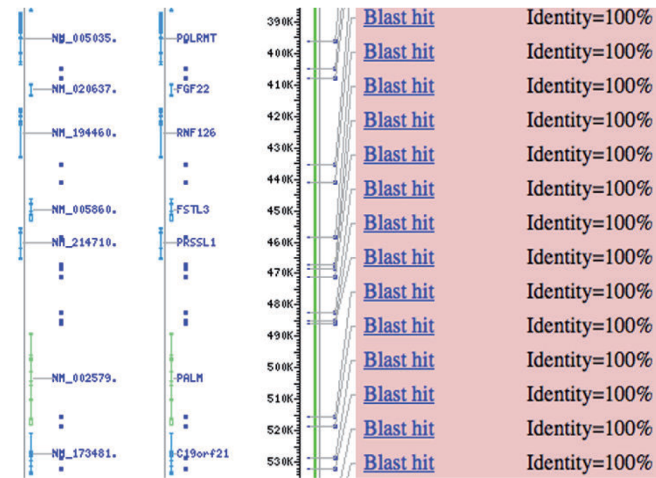 390K Blast hit Identity=100%
NM_005035. POLRMT 400K Blast hit Identity=100%
NM_020637. FGF22 410K Blast hit Identity=100%
420K Blast hit Identity=100%
NM_194460. RNF126 430K Blast hit Identity=100%
440K Blast hit Identity=100%
NM_005860. FSTL3 450K Blast hit Identity=100%
NM_214710. PRSSL1 460K Blast hit Identity=100%
470K Blast hit Identity=100%
480K Blast hit Identity=100%
490K Blast hit Identity=100%
NM_002579. PALM 500K Blast hit Identity=100%
510K Blast hit Identity=100%
520K Blast hit Identity=100%
NM_173481. C19orf21 530K